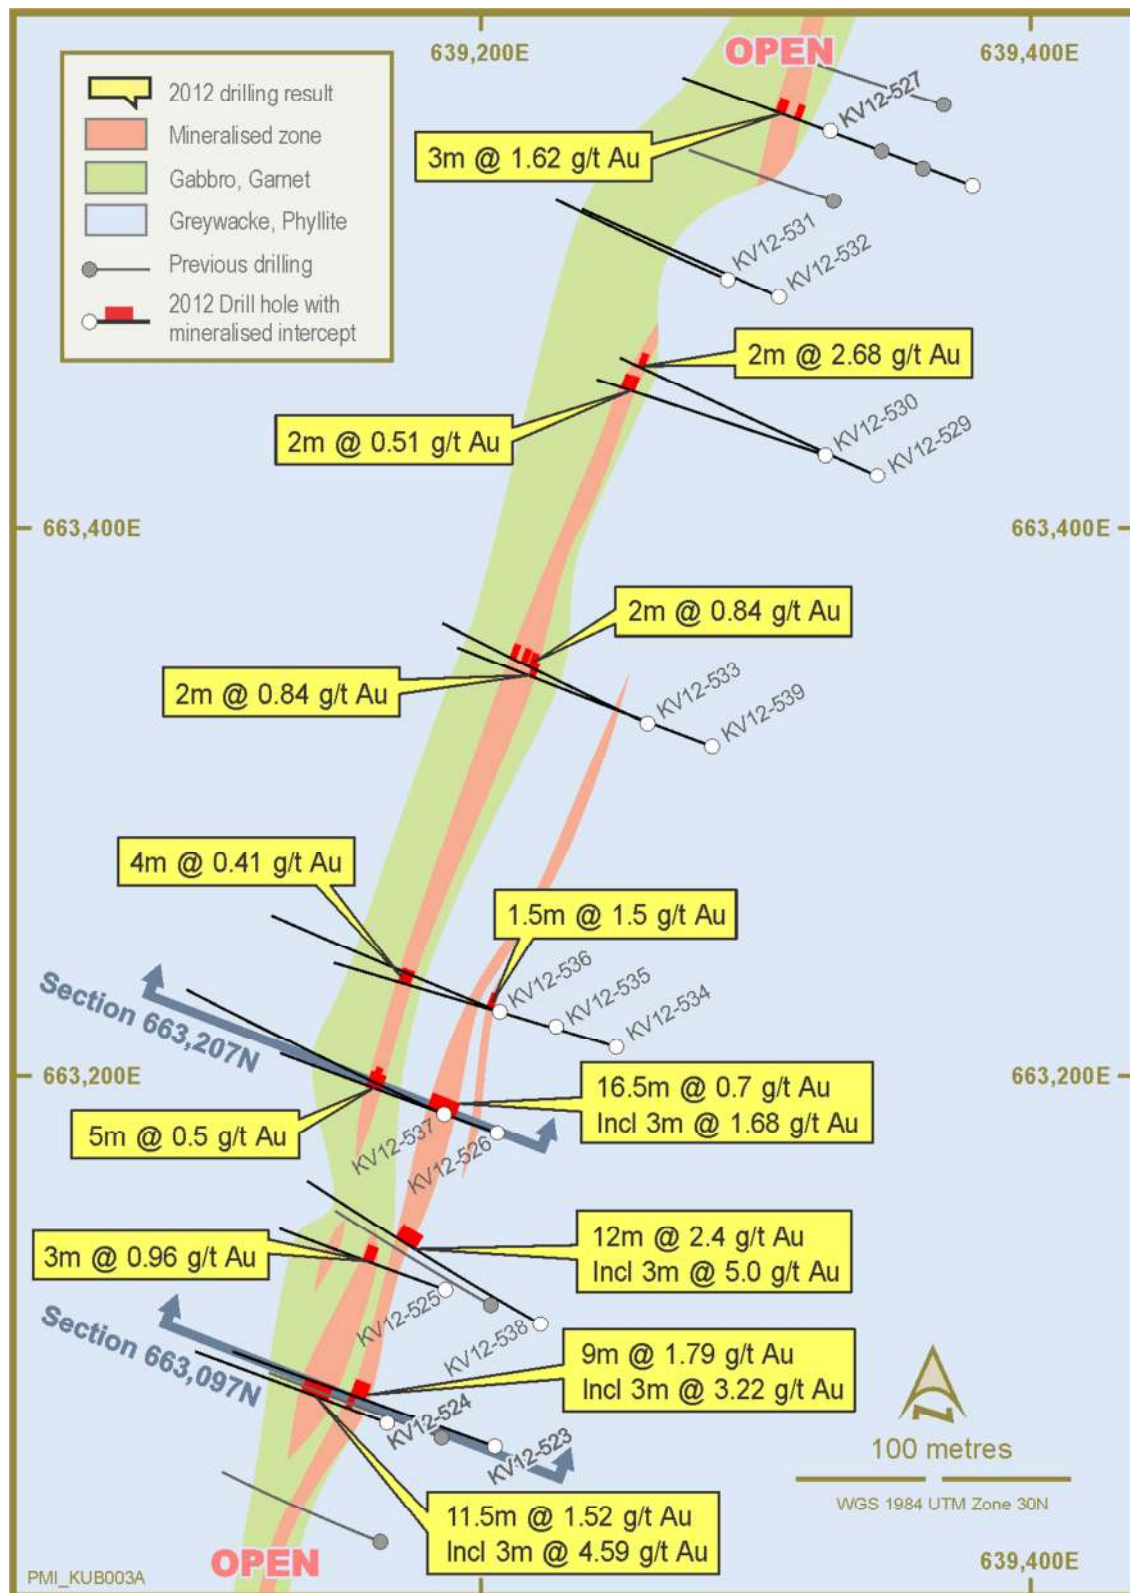 639,200E
639,400E
OPEN
2012 drilling result
Mineralised zone
Gabbro, Garnet
Greywacke, Phyllite
Previous drilling
2012 Drill hole with
mineralised intercept
KV12-527
3m @ 1.62 g/t Au
KV12-531
KV12-532
2m @ 2.68 g/t Au
2m @ 0.51 g/t Au
KV12-530
KV12-529
663,400E
663,400E
2m @ 0.84 g/t Au
2m @ 0.84 g/t Au
KV12-533
KV12-539
4m @ 0.41 g/t Au
1.5m @ 1.5 g/t Au
KV12-536
KV12-535
KV12-534
Section 663,207N
663,200E
663,200E
16.5m @ 0.7 g/t Au
Incl 3m @ 1.68 g/t Au
5m @ 0.5 g/t Au
KV12-537
KV12-526
12m @ 2.4 g/t Au
Incl 3m @ 5.0 g/t Au
3m @ 0.96 g/t Au
KV12-525
KV12-538
Section 663,097N
9m @ 1.79 g/t Au
Incl 3m @ 3.22 g/t Au
KV12-524
KV12-523
N
100 metres
WGS 1984 UTM Zone 30N
11.5m @ 1.52 g/t Au
Incl 3m @ 4.59 g/t Au
OPEN
639,400E
PMI_KUB003A